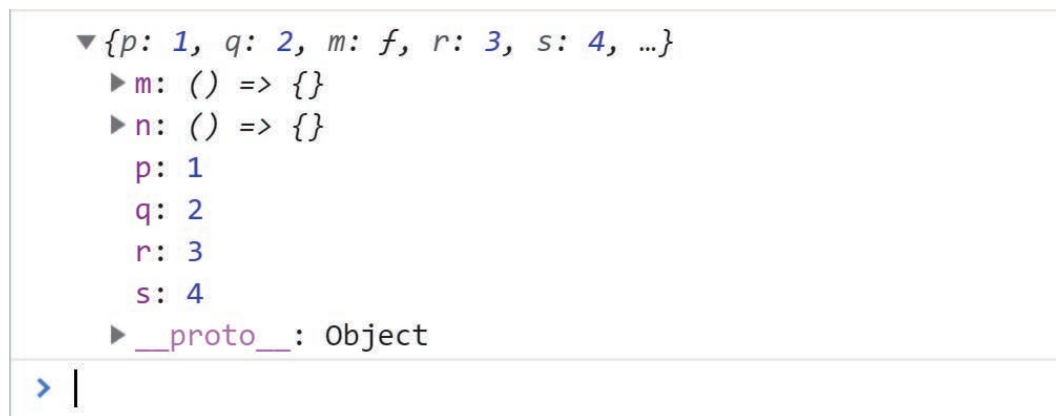 ▼{p: 1, q: 2, m: ƒ, r: 3, s: 4, …}
▶m: () => {}
▶n: () => {}
p: 1
q: 2
r: 3
s: 4
▶__proto__: Object
>